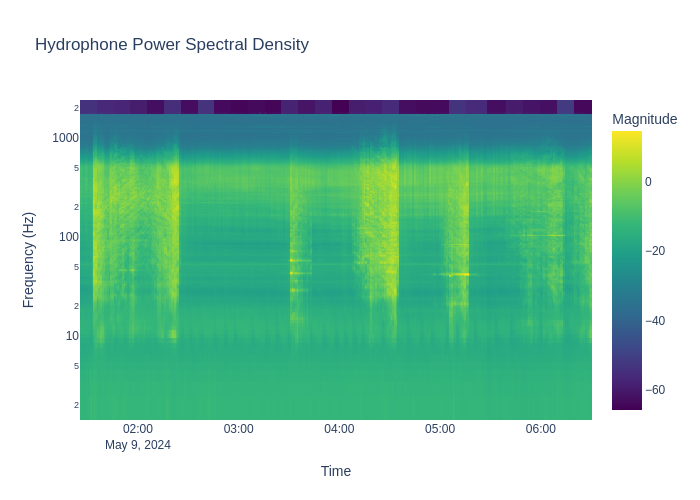 Hydrophone Power Spectral Density
Magnitude
2
1000
5
2
100
5
2
10
5
2
0
−20
−40
−60
Frequency (Hz)
02:00 03:00 04:00 05:00 06:00
May 9, 2024
Time